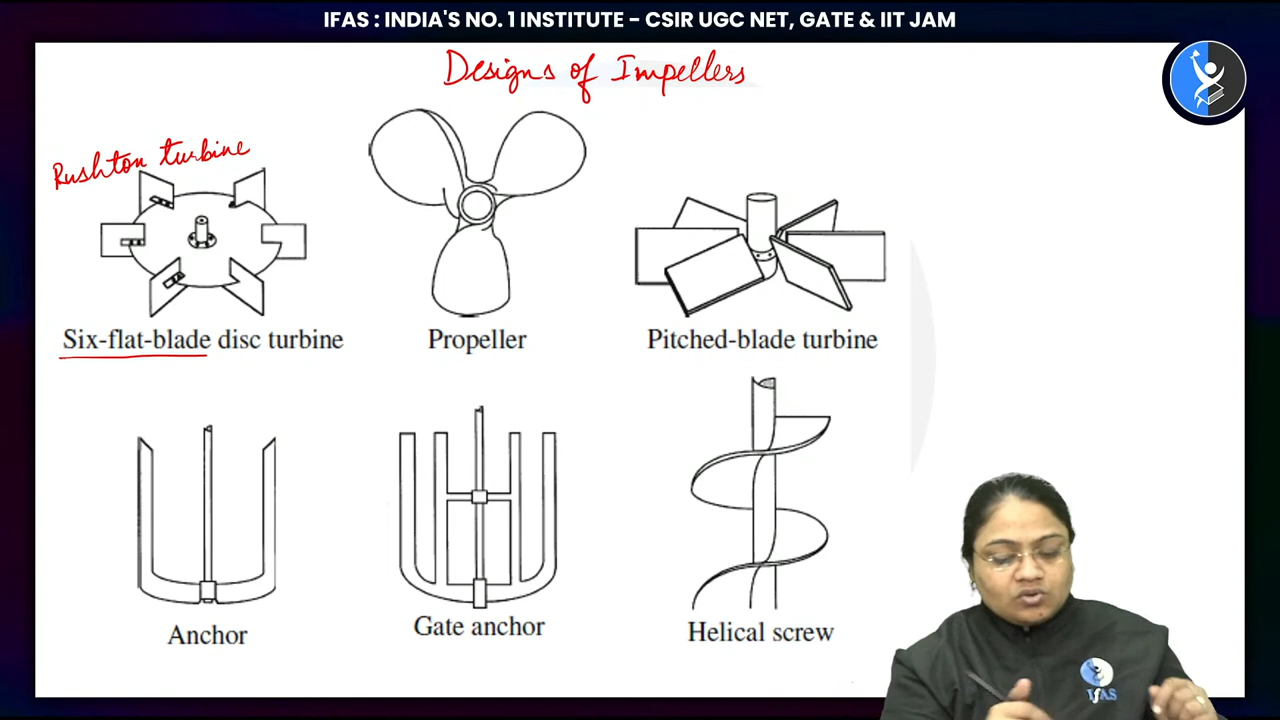 IFAS : INDIA'S NO. 1 INSTITUTE – CSIR UGC NET, GATE & IIT JAM
Designs of Impellers
Rushton turbine
Six-flat-blade disc turbine
Propeller
Pitched-blade turbine
Anchor
Gate anchor
Helical screw
IFAS